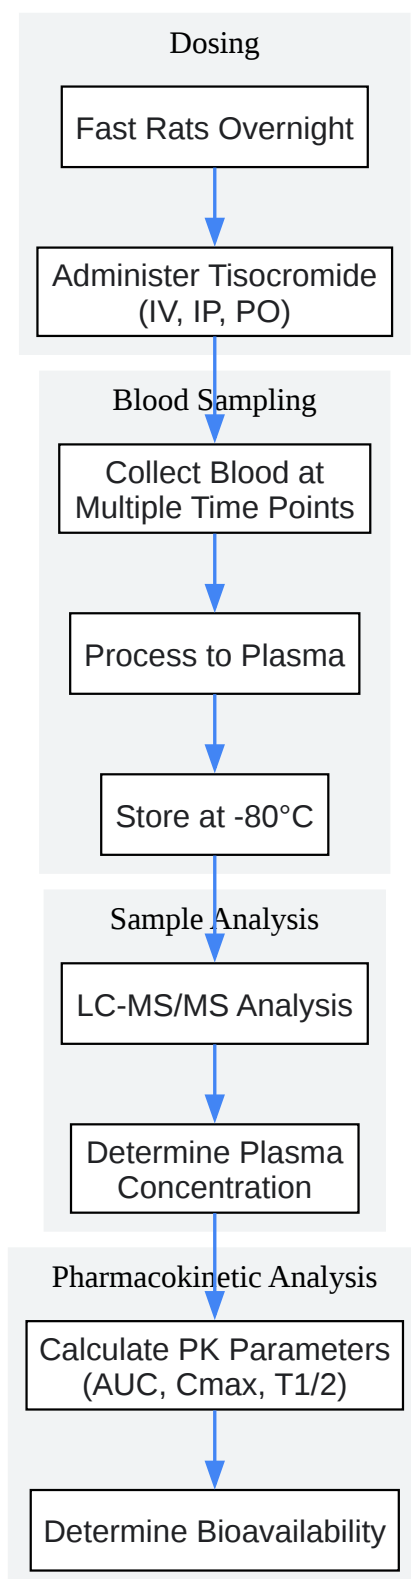 Dosing
Fast Rats Overnight
Administer Tisocromide
(IV, IP, PO)
Blood Sampling
Collect Blood at
Multiple Time Points
Process to Plasma
Store at -80°C
Sample Analysis
LC-MS/MS Analysis
Determine Plasma
Concentration
Pharmacokinetic Analysis
Calculate PK Parameters
(AUC, Cmax, T1/2)
Determine Bioavailability